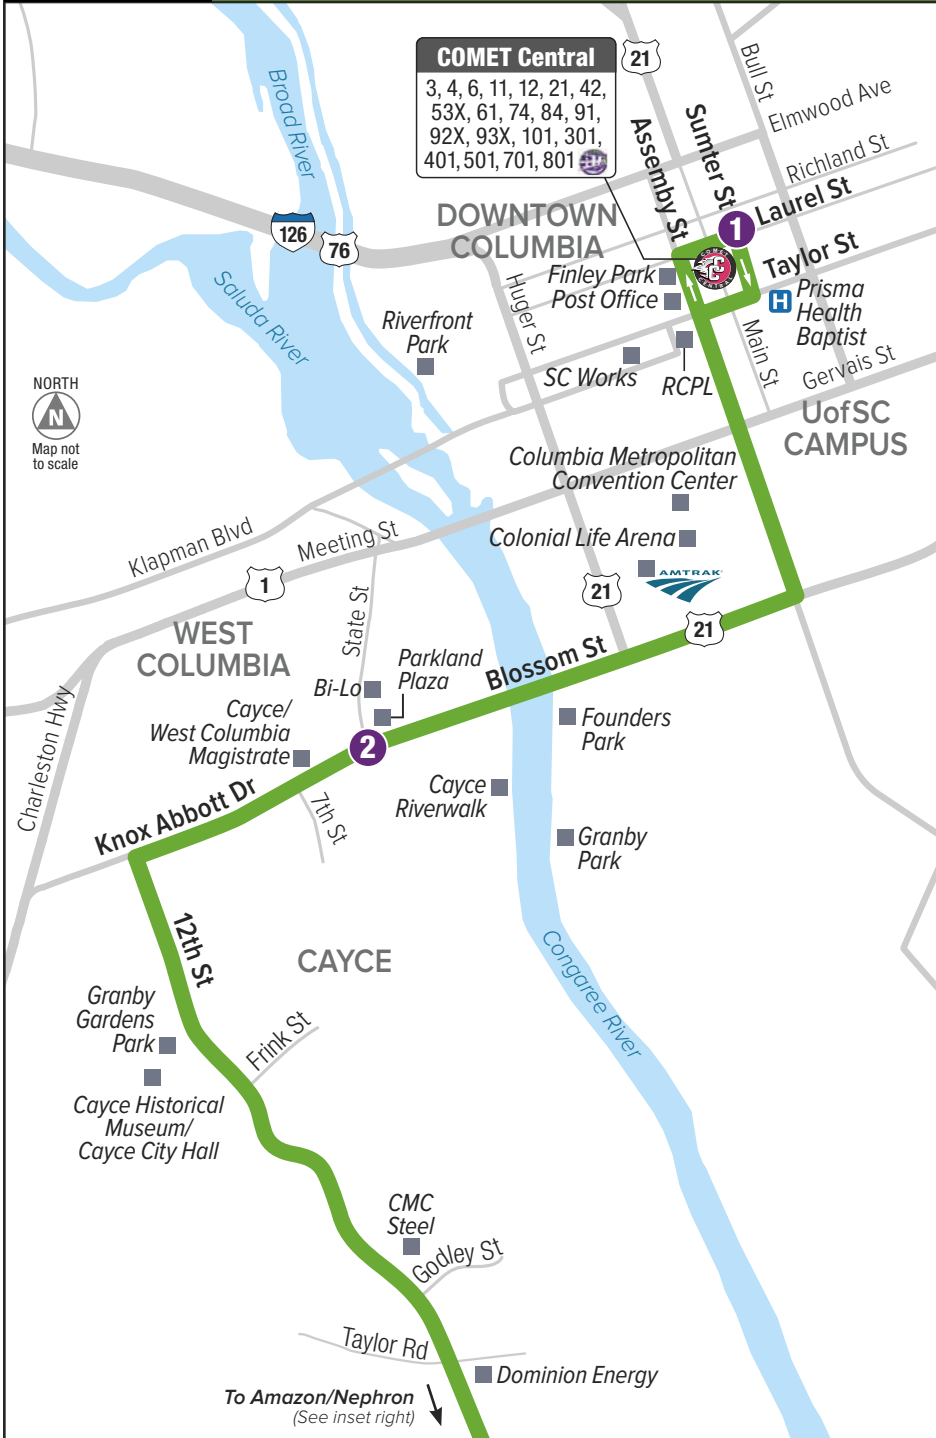 COMET Central
3, 4, 6, 11, 12, 21, 42,
53X, 61, 74, 84, 91,
92X, 93X, 101, 301,
401, 501, 701, 801
21
Bull St
Elmwood Ave
Sumter St
Assemby St
Richland St
Laurel St
Taylor St
Broad River
126
76
DOWNTOWN
COLUMBIA
1
COMET
CENTRAL
Finley Park
Post Office
H
Prisma
Health
Baptist
Saluda River
Huger St
Riverfront
Park
Main St
Gervais St
SC Works
RCPL
NORTH
N
Map not
to scale
UofSC
CAMPUS
Columbia Metropolitan
Convention Center
Klapman Blvd
Meeting St
Colonial Life Arena
AMTRAK
1
21
21
State St
WEST
COLUMBIA
Blossom St
Parkland
Plaza
Bi-Lo
Cayce/
West Columbia
Magistrate
2
Founders
Park
Charleston Hwy
Cayce
Riverwalk
Knox Abbott Dr
7th St
Granby
Park
12th St
CAYCE
Congaree River
Granby
Gardens
Park
Frink St
Cayce Historical
Museum/
Cayce City Hall
CMC
Steel
Godley St
Taylor Rd
Dominion Energy
To Amazon/Nephron
(See inset right)